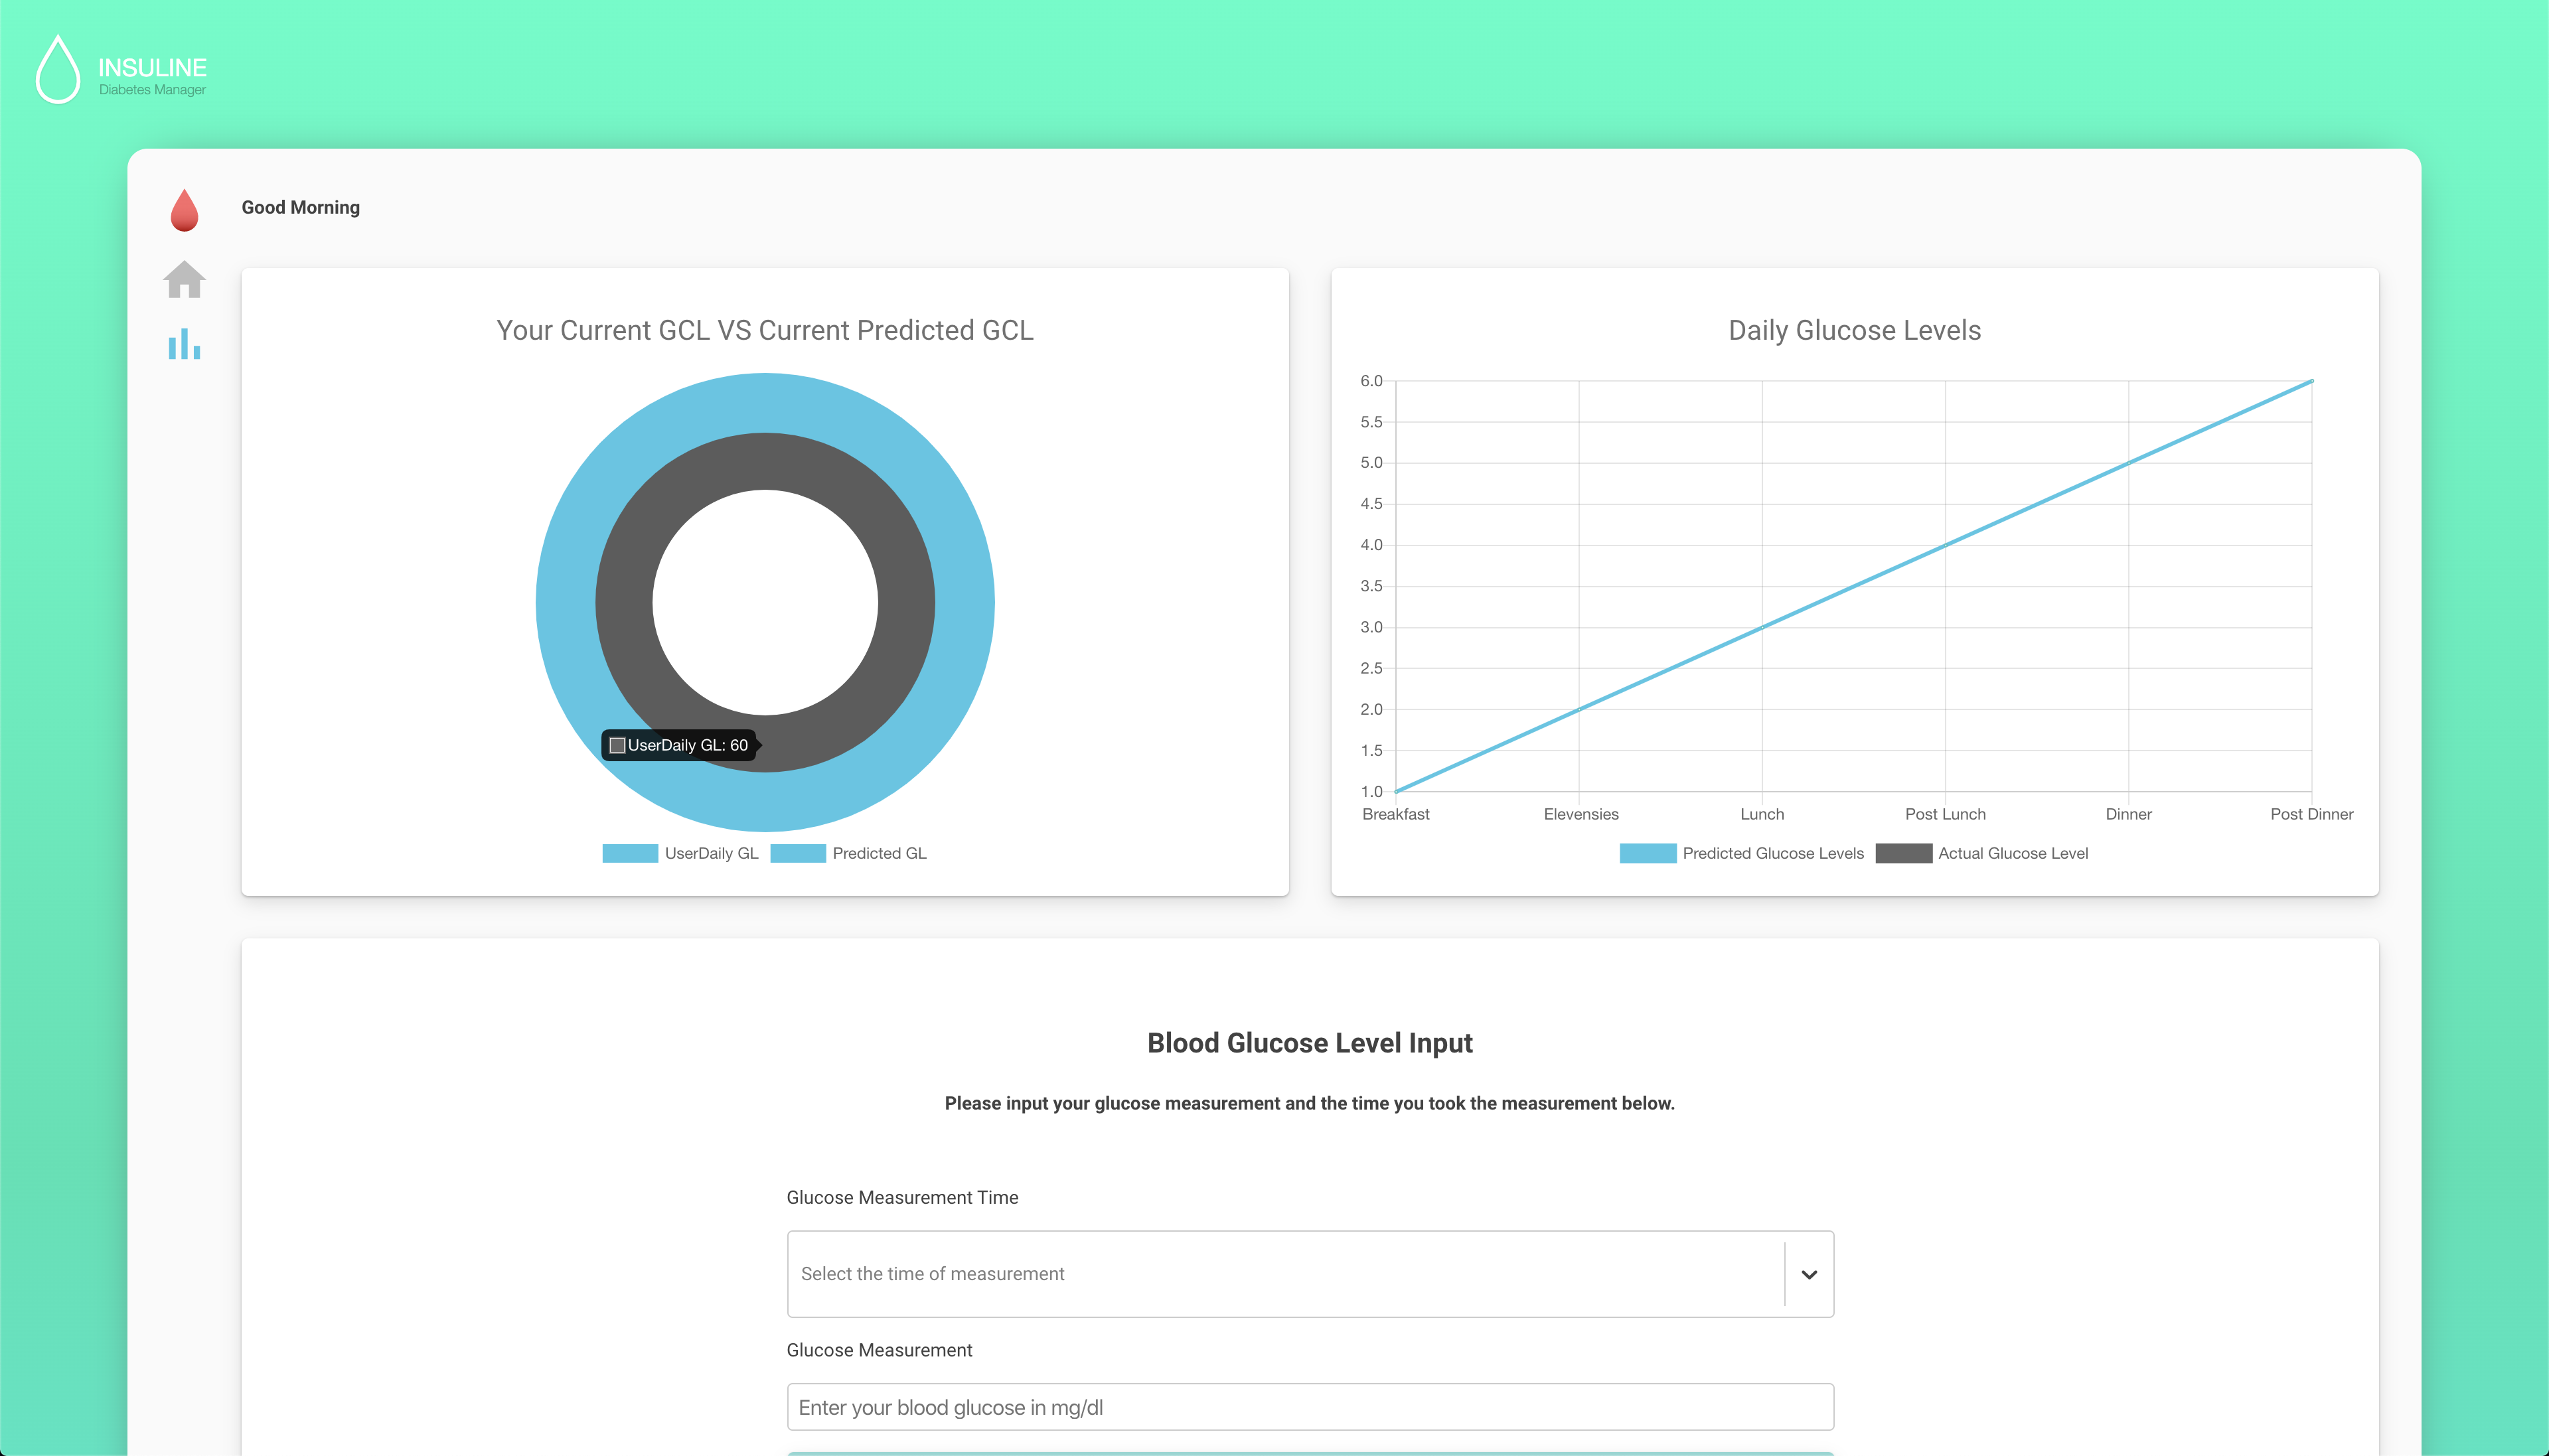 INSULINE
Diabetes Manager
Good Morning
Your Current GCL VS Current Predicted GCL
UserDaily GL: 60
UserDaily GL
Predicted GL
Daily Glucose Levels
6.0
5.5
5.0
4.5
4.0
3.5
3.0
2.5
2.0
1.5
1.0
Breakfast
Elevensies
Lunch
Post Lunch
Dinner
Post Dinner
Predicted Glucose Levels
Actual Glucose Level
Blood Glucose Level Input
Please input your glucose measurement and the time you took the measurement below.
Glucose Measurement Time
Select the time of measurement
Glucose Measurement
Enter your blood glucose in mg/dl